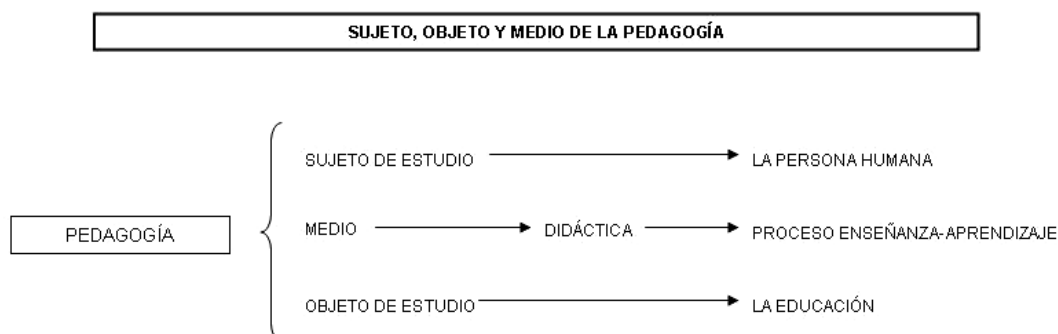 SUJETO, OBJETO Y MEDIO DE LA PEDAGOGÍA
SUJETO DE ESTUDIO LA PERSONA HUMANA
PEDAGOGÍA MEDIO DIDÁCTICA PROCESO ENSEÑANZA-APRENDIZAJE
OBJETO DE ESTUDIO LA EDUCACIÓN